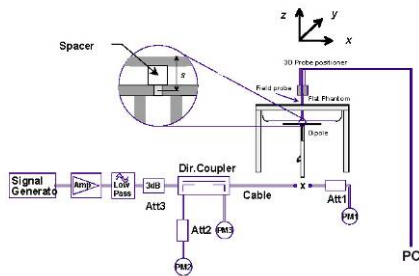 z
y
x
Spacer
s
3D Probe positioner
Field probe
Flat Phantom
Dipole
Dir.Coupler
Signal
Generato
Amp
Low
Pass
3dB
Att3
Cable
x
Att1
Att2
PM3
PM1
PM2
PC